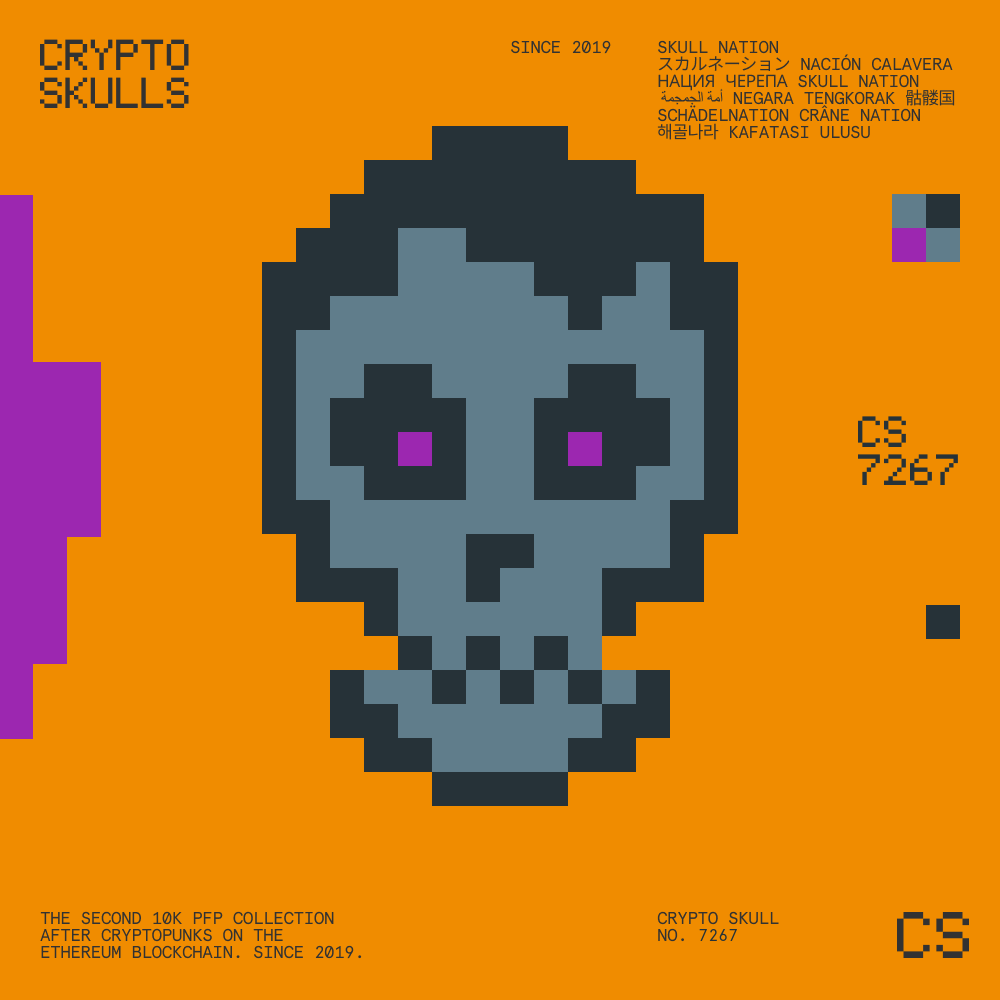 CRYPTO
SKULLS
SINCE 2019
SKULL NATION
スカルネーション NACIÓN CALAVERA
НАЦИЯ ЧЕРЕПА SKULL NATION
أمة الجمجمة NEGARA TENGKORAK 骷髅国
SCHÄDELNATION CRÂNE NATION
해골나라 KAFATASI ULUSU
CS
7267
THE SECOND 10K PFP COLLECTION
AFTER CRYPTOPUNKS ON THE
ETHEREUM BLOCKCHAIN. SINCE 2019.
CRYPTO SKULL
NO. 7267
CS